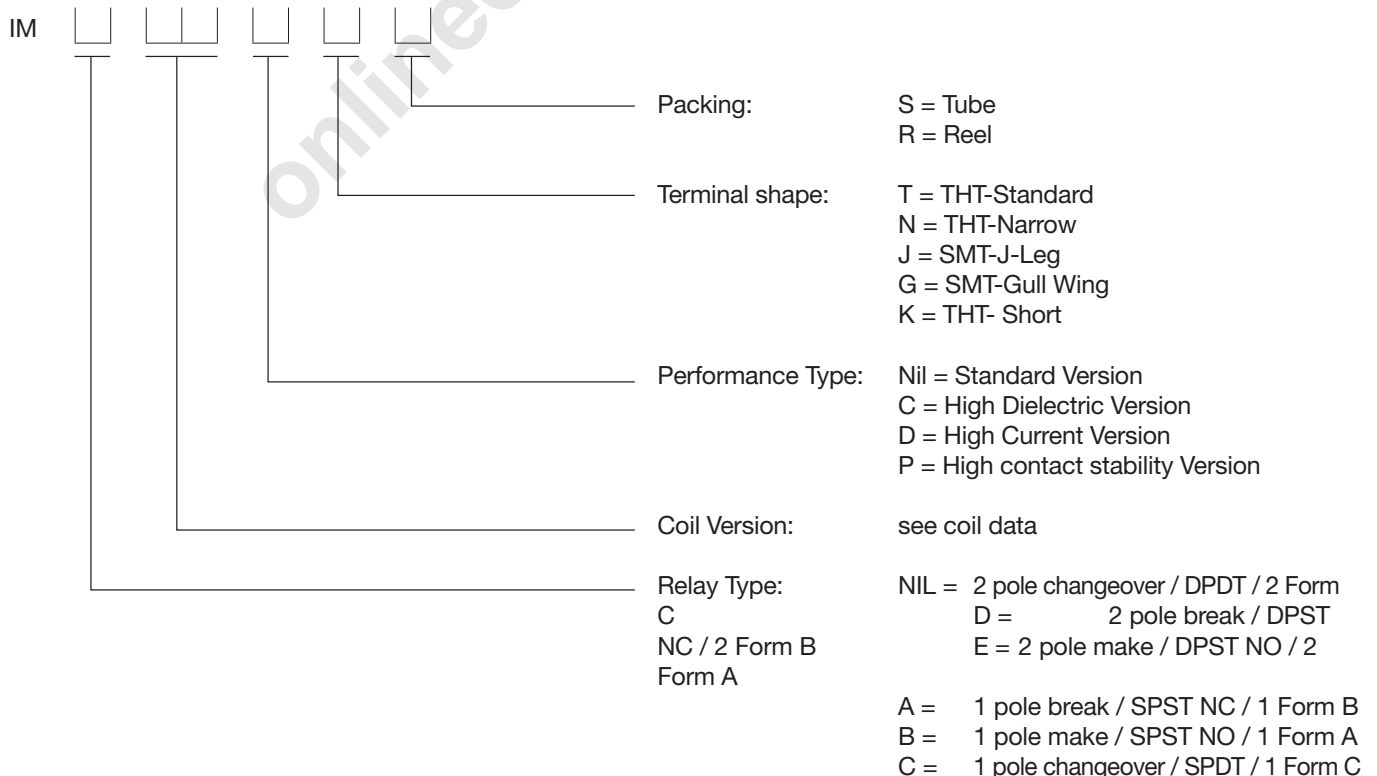 IM
Packing: S = Tube
R = Reel
Terminal shape: T = THT-Standard
N = THT-Narrow
J = SMT-J-Leg
G = SMT-Gull Wing
K = THT- Short
Performance Type: Nil = Standard Version
C = High Dielectric Version
D = High Current Version
P = High contact stability Version
Coil Version: see coil data
Relay Type: NIL = 2 pole changeover / DPDT / 2 Form
C D = 2 pole break / DPST
NC / 2 Form B E = 2 pole make / DPST NO / 2
Form A
A = 1 pole break / SPST NC / 1 Form B
B = 1 pole make / SPST NO / 1 Form A
C = 1 pole changeover / SPDT / 1 Form C